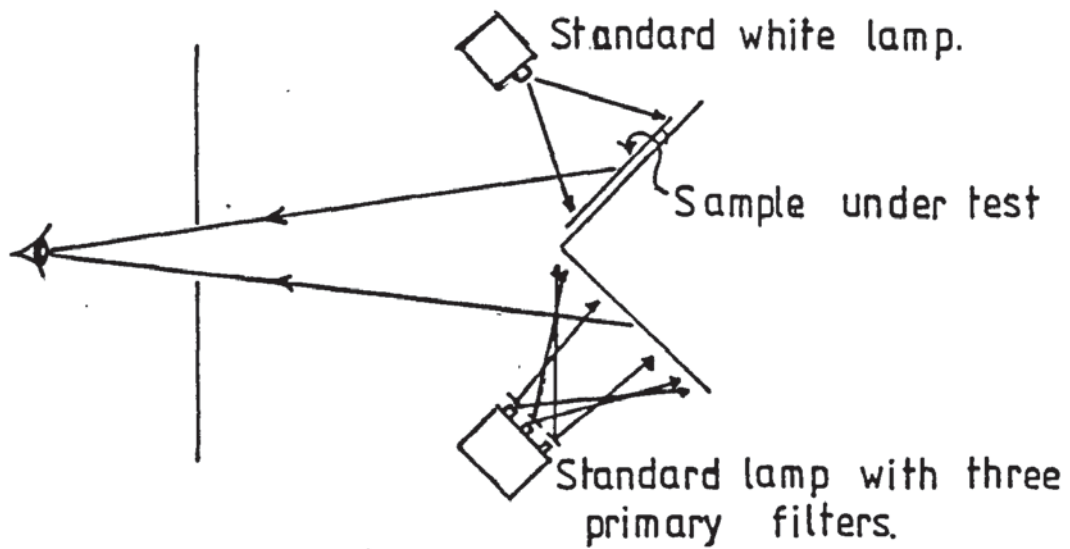 Standard white lamp.
Sample under test
Standard lamp with three
primary filters.